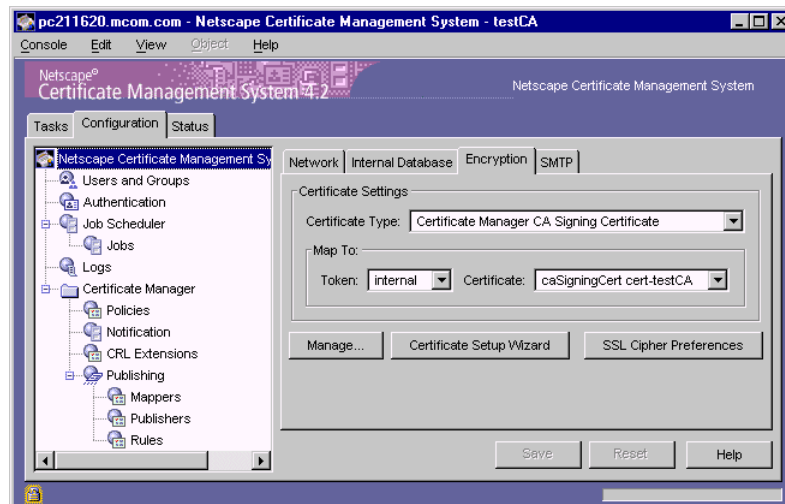 pc211620.mcom.com - Netscape Certificate Management System - testCA
Console Edit View Object Help
Netscape®
Certificate Management System 4.2
Netscape Certificate Management System
Tasks Configuration Status
Netscape Certificate Management Sy
Users and Groups
Authentication
Job Scheduler
Jobs
Logs
Certificate Manager
Policies
Notification
CRL Extensions
Publishing
Mappers
Publishers
Rules
Network Internal Database Encryption SMTP
Certificate Settings
Certificate Type: Certificate Manager CA Signing Certificate
Map To:
Token: internal Certificate: caSigningCert cert-testCA
Manage... Certificate Setup Wizard SSL Cipher Preferences
Save Reset Help